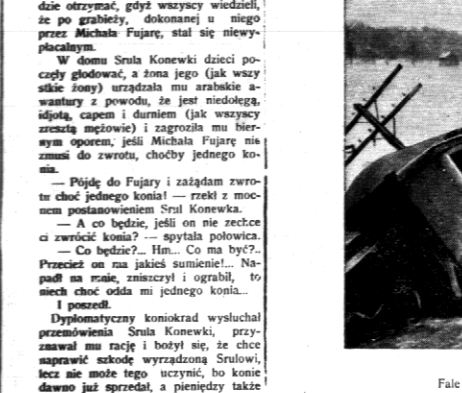 dzie otrzymać, gdyż wszyscy wiedzieli,
że po grabieży, dokonanej u niego
przez Michała Fujarę, stał się niewy-
płacalnym.
W domu Srula Konewki dzieci po-
częły głodować, a żona jego (jak wszy
stkie żony) urządzała mu arabskie a-
wantury z powodu, że jest niedołęgą,
idjotą, capem i durniem (jak wszyscy
zresztą mężowie) i zagroziła mu bier-
nym oporem, jeśli Michała Fujarę nie
zmusi do zwrotu, choćby jednego ko-
nia.
— Pójdę do Fujary i zażądam zwro-
tu choć jednego konia! — rzekł z moc-
nem postanowieniem Srul Konewka.
— A co będzie, jeśli on nie zechce
ci zwrócić konia? — spytała połowica.
— Co będzie?... Hm... Co ma być?..
Przecież on ma jakieś sumienie!... Na-
padł na mnie, zniszczył i ograbił, to
niech choć odda mi jednego konia...
I poszedł.
Dyplomatyczny koniokrad wysłuchał
przemówienia Srula Konewki, przy-
znawał mu rację i bożył się, że chce
naprawić szkodę wyrządzoną Srulowi,
lecz nie może tego uczynić, bo konie
dawno już sprzedał, a pieniędzy także
Fale